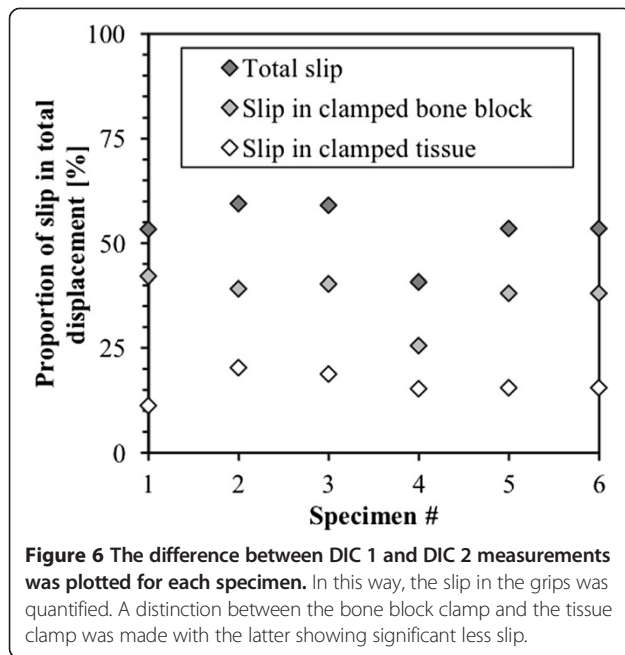 100
75
50
25
0
Proportion of slip in total
displacement [%]
Total slip
Slip in clamped bone block
Slip in clamped tissue
1 2 3 4 5 6
Specimen #
Figure 6 The difference between DIC 1 and DIC 2 measurements
was plotted for each specimen. In this way, the slip in the grips was
quantified. A distinction between the bone block clamp and the tissue
clamp was made with the latter showing significant less slip.